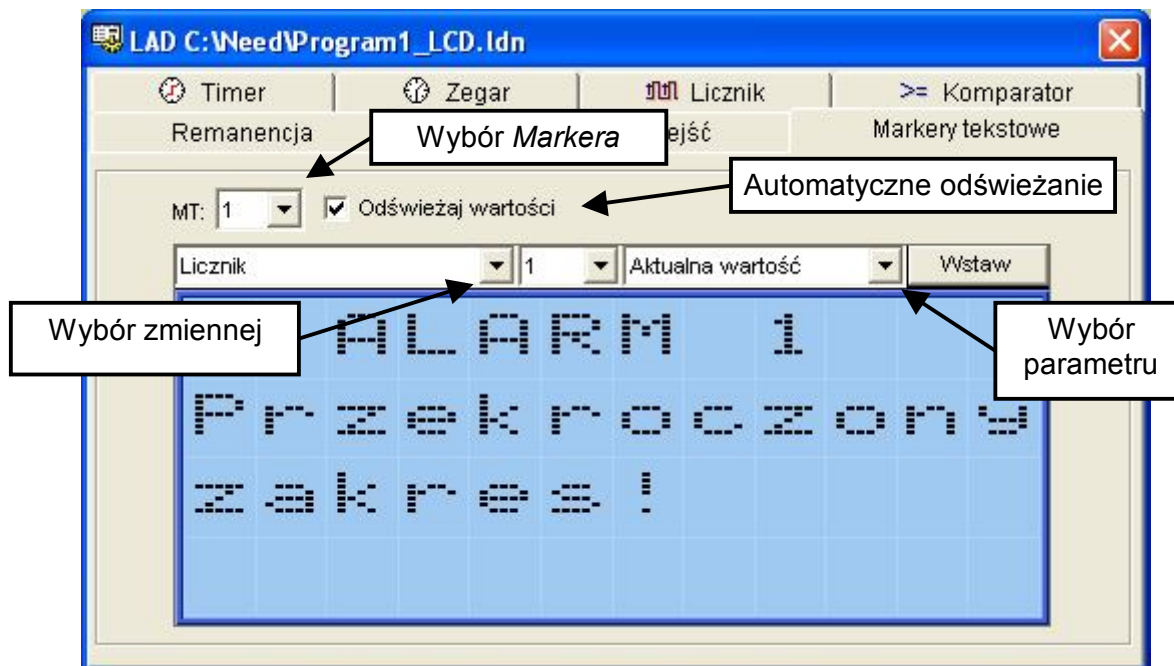 LAD C:\Need\Program1_LCD.ldn
Timer Zegar Licznik >= Komparator
Remanencja ejść Markery tekstowe
Wybór Markera
Automatyczne odświeżanie
MT: 1 Odświeżaj wartości
Licznik 1 Aktualna wartość Wstaw
Wybór zmiennej
Wybór
parametru
ALARM 1
Przekroczony
zakres!